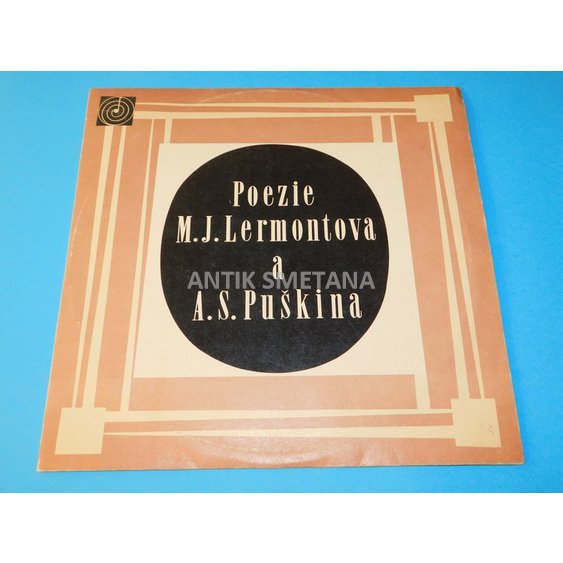 Poezie
M.J.Lermontova
a
ANTIK SMETANA
A.S.Puškina